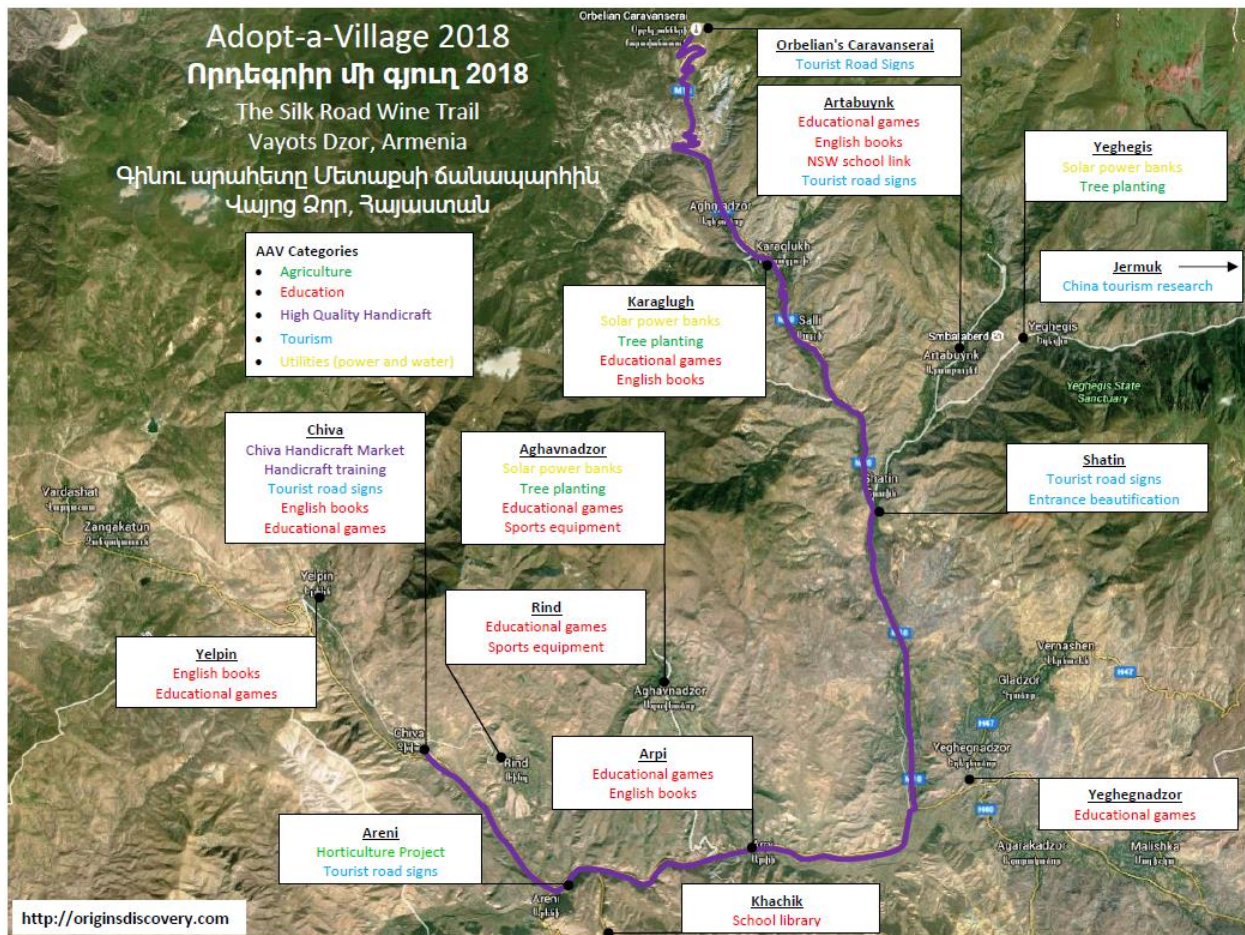 Adopt-a-Village 2018
Որդեգրիր մի գյուղ 2018
The Silk Road Wine Trail
Vayots Dzor, Armenia
Գինու արահետը Մետաքսի ճանապարհին
Վայոց Ձոր, Հայաստան
AAV Categories
Agriculture
Education
High Quality Handicraft
Tourism
Utilities (power and water)
Orbelian Caravanserai
Orbelian's Caravanserai
Tourist Road Signs
Artabuynk
Educational games
English books
NSW school link
Tourist road signs
Yeghegis
Solar power banks
Tree planting
Jermuk
China tourism research
Aghnjadzor
Karaglukh
Salli
Karaglugh
Solar power banks
Tree planting
Educational games
English books
Smbataberd
Artabuynk
Yeghegis
Yeghegis State
Sanctuary
Chiva
Chiva Handicraft Market
Handicraft training
Tourist road signs
English books
Educational games
Aghavnadzor
Solar power banks
Tree planting
Educational games
Sports equipment
Shatin
Shatin
Tourist road signs
Entrance beautification
Vardashat
Zangakatun
Yelpin
Yelpin
English books
Educational games
Rind
Educational games
Sports equipment
Aghavnadzor
Vernashen
H47
Gladzor
H47
Chiva
Rind
Arpi
Educational games
English books
Yeghegnadzor
Yeghegnadzor
Educational games
H40
Agarakadzor
Malishka
Areni
Horticulture Project
Tourist road signs
Areni
Khachik
School library
http://originsdiscovery.com